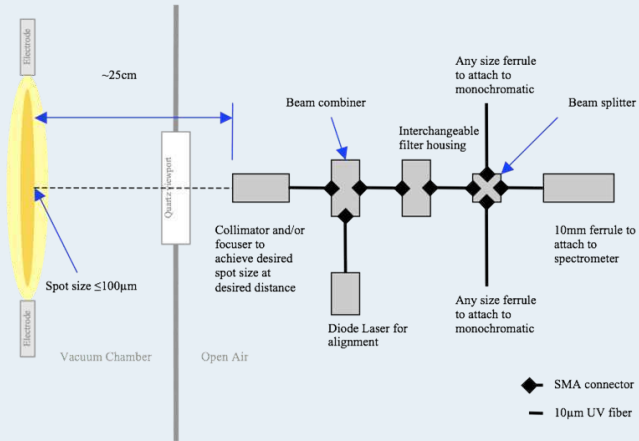 Electrode
~25cm
Any size ferrule
to attach to
monochromatic
Beam combiner
Beam splitter
Interchangeable
filter housing
Quartz viewport
Collimator and/or
focuser to
achieve desired
spot size at
desired distance
10mm ferrule to
attach to
spectrometer
Spot size ≤100μm
Any size ferrule
to attach to
monochromatic
Electrode
Diode Laser for
alignment
Vacuum Chamber
Open Air
SMA connector
10μm UV fiber